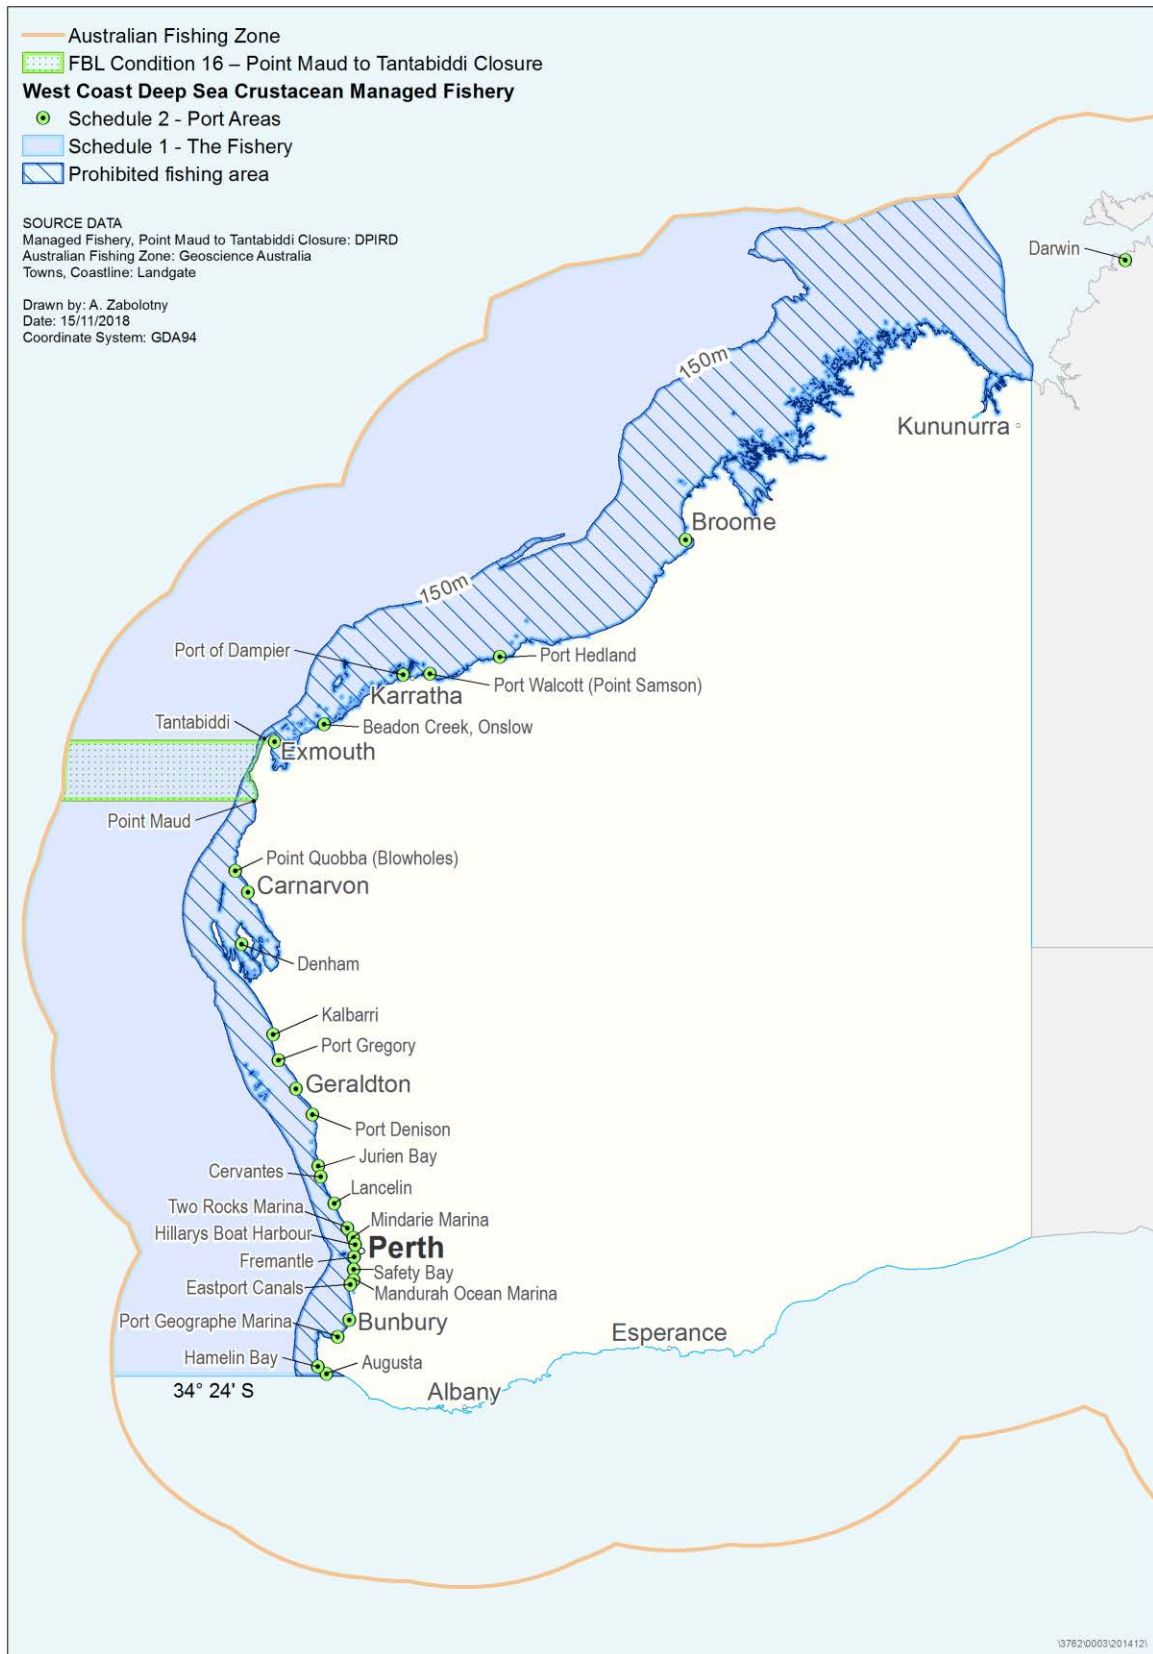 Australian Fishing Zone
FBL Condition 16 – Point Maud to Tantabiddi Closure
West Coast Deep Sea Crustacean Managed Fishery
Schedule 2 - Port Areas
Schedule 1 - The Fishery
Prohibited fishing area
SOURCE DATA
Managed Fishery, Point Maud to Tantabiddi Closure: DPIRD
Australian Fishing Zone: Geoscience Australia
Towns, Coastline: Landgate
Drawn by: A. Zabolotny
Date: 15/11/2018
Coordinate System: GDA94
Darwin
150m
Kununurra
Broome
150m
Port of Dampier
Port Hedland
Karratha
Port Walcott (Point Samson)
Tantabiddi
Beadon Creek, Onslow
Exmouth
Point Maud
Point Quobba (Blowholes)
Carnarvon
Denham
Kalbarri
Port Gregory
Geraldton
Port Denison
Jurien Bay
Cervantes
Lancelin
Two Rocks Marina
Mindarie Marina
Hillarys Boat Harbour
Perth
Fremantle
Safety Bay
Eastport Canals
Mandurah Ocean Marina
Port Geographe Marina
Bunbury
Esperance
Hamelin Bay
Augusta
34° 24' S
Albany
\3762\0003\201412\